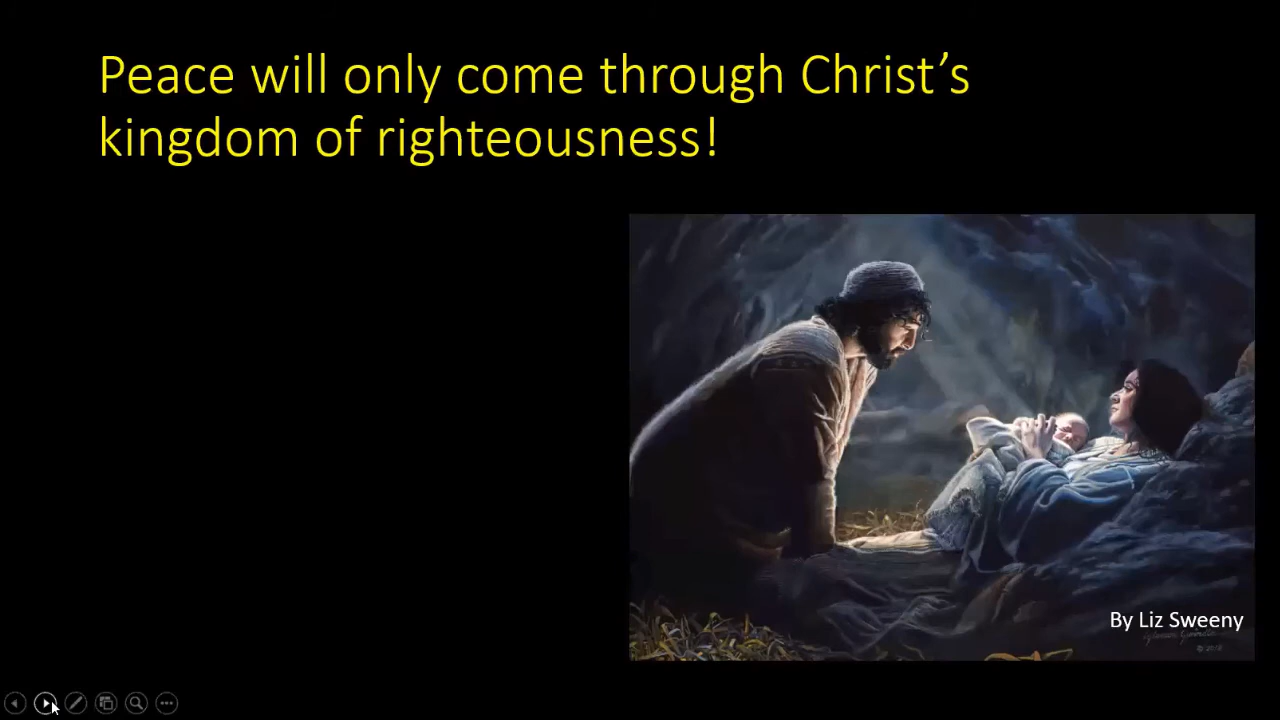 Peace will only come through Christ’s
kingdom of righteousness!
By Liz Sweeny